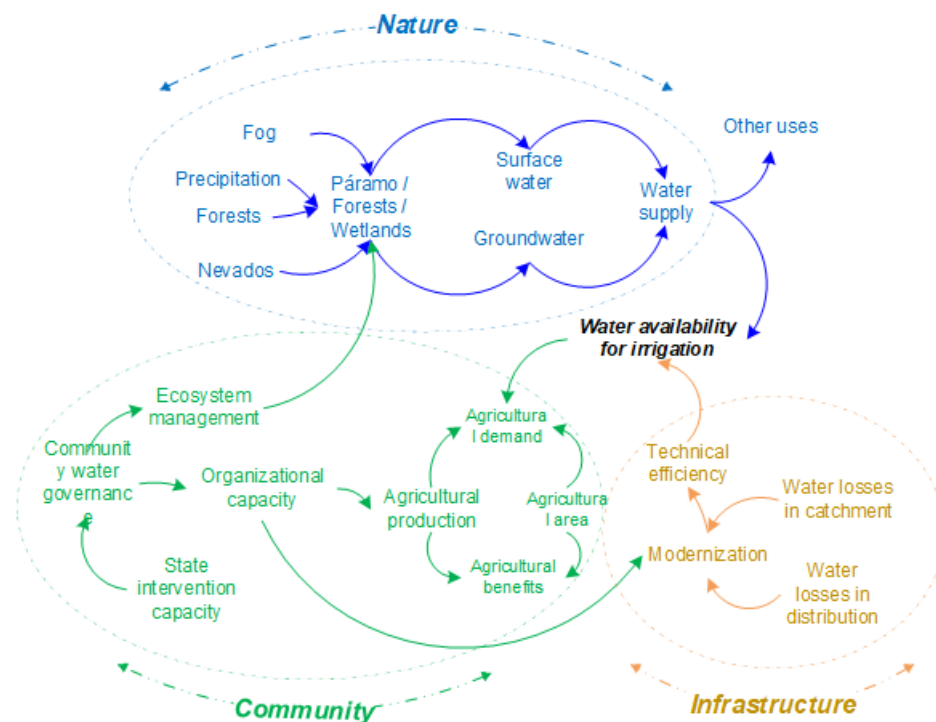 Nature
Fog
Other uses
Surface
water
Precipitation
Páramo /
Forests /
Wetlands
Water
supply
Forests
Groundwater
Nevados
Water availability
for irrigation
Ecosystem
management
Agricultura
l demand
Communit
y water
governanc
e
Organizational
capacity
Technical
efficiency
Agricultural
production
Agricultura
l area
Water losses
in catchment
Modernization
State
intervention
capacity
Agricultural
benefits
Water
losses in
distribution
Community
Infrastructure